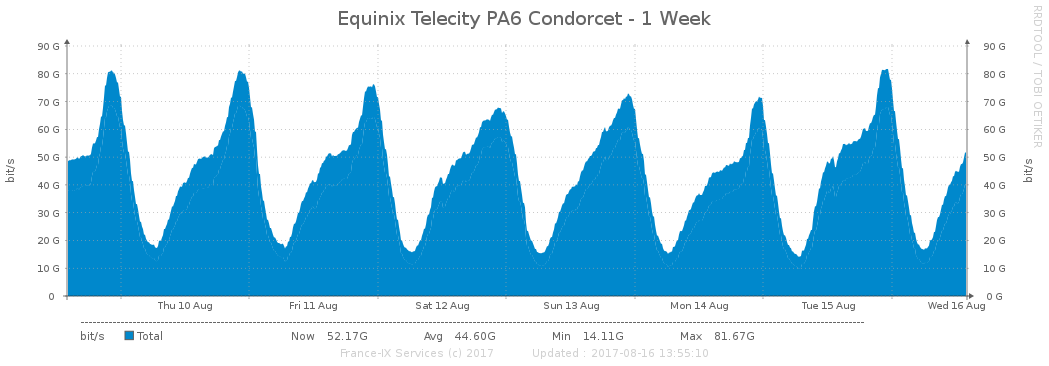 Equinix Telecity PA6 Condorcet - 1 Week
RRDTOOL / TOBI OETIKER
90 G 90 G
80 G 80 G
70 G 70 G
60 G 60 G
50 G 50 G
40 G 40 G
30 G 30 G
20 G 20 G
10 G 10 G
0 0 G
bit/s
bit/s
Thu 10 Aug Fri 11 Aug Sat 12 Aug Sun 13 Aug Mon 14 Aug Tue 15 Aug Wed 16 Aug
bit/s Total Now 52.17G Avg 44.60G Min 14.11G Max 81.67G
France-IX Services (c) 2017 Updated : 2017-08-16 13:55:10